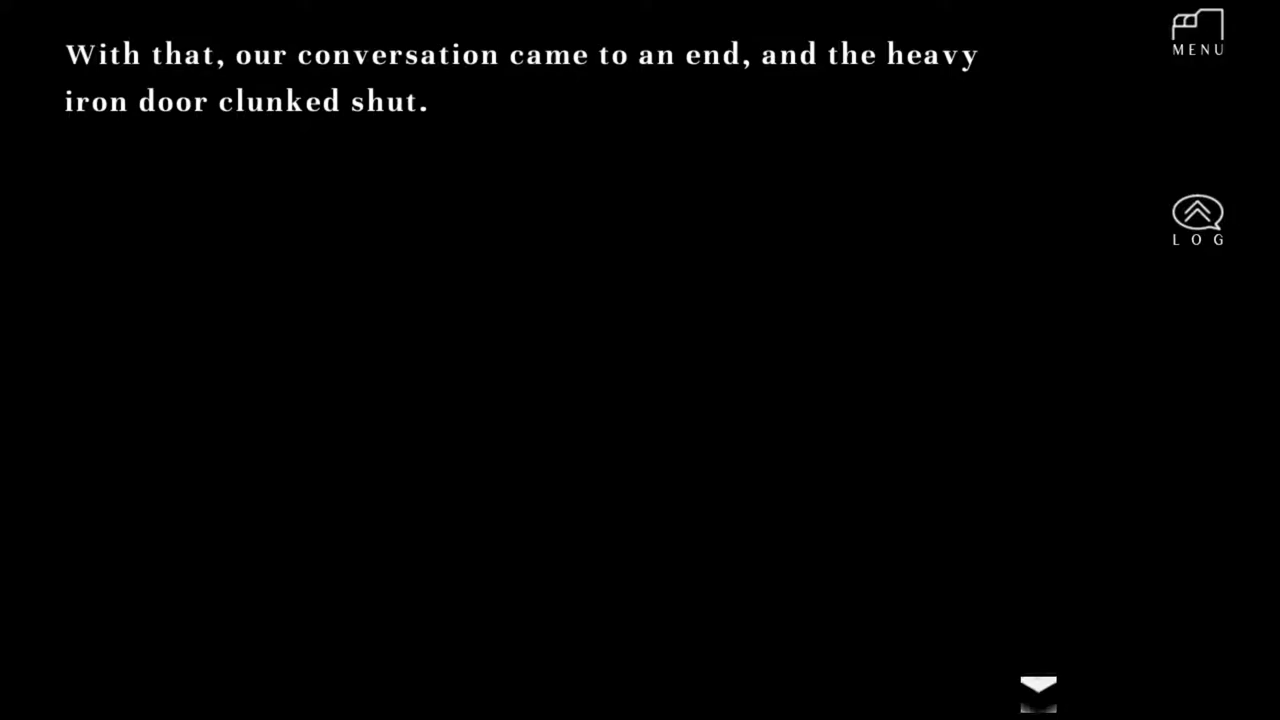 With that, our conversation came to an end, and the heavy
iron door clunked shut.
MENU
LOG